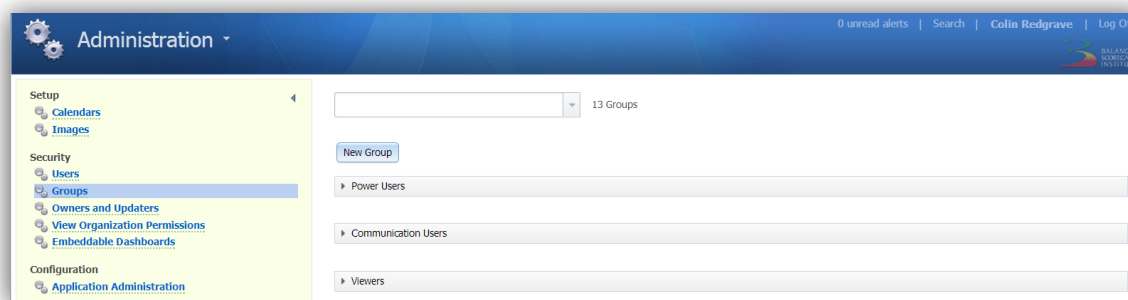 0 unread alerts | Search | Colin Redgrave | Log
Administration
Setup
Calendars
Images
Security
Users
Groups
Owners and Updaters
View Organization Permissions
Embeddable Dashboards
Configuration
Application Administration
13 Groups
New Group
Power Users
Communication Users
Viewers